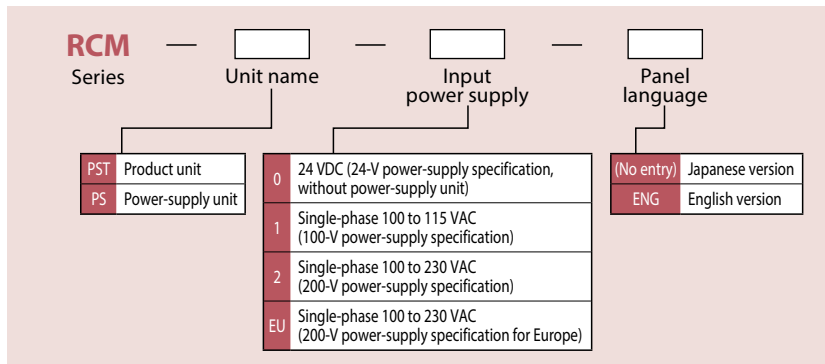 RCM — — —
Series Unit name Input power supply Panel language
PST Product unit
PS Power-supply unit
0 24 VDC (24-V power-supply specification,
without power-supply unit)
1 Single-phase 100 to 115 VAC
(100-V power-supply specification)
2 Single-phase 100 to 230 VAC
(200-V power-supply specification)
EU Single-phase 100 to 230 VAC
(200-V power-supply specification for Europe)
(No entry) Japanese version
ENG English version